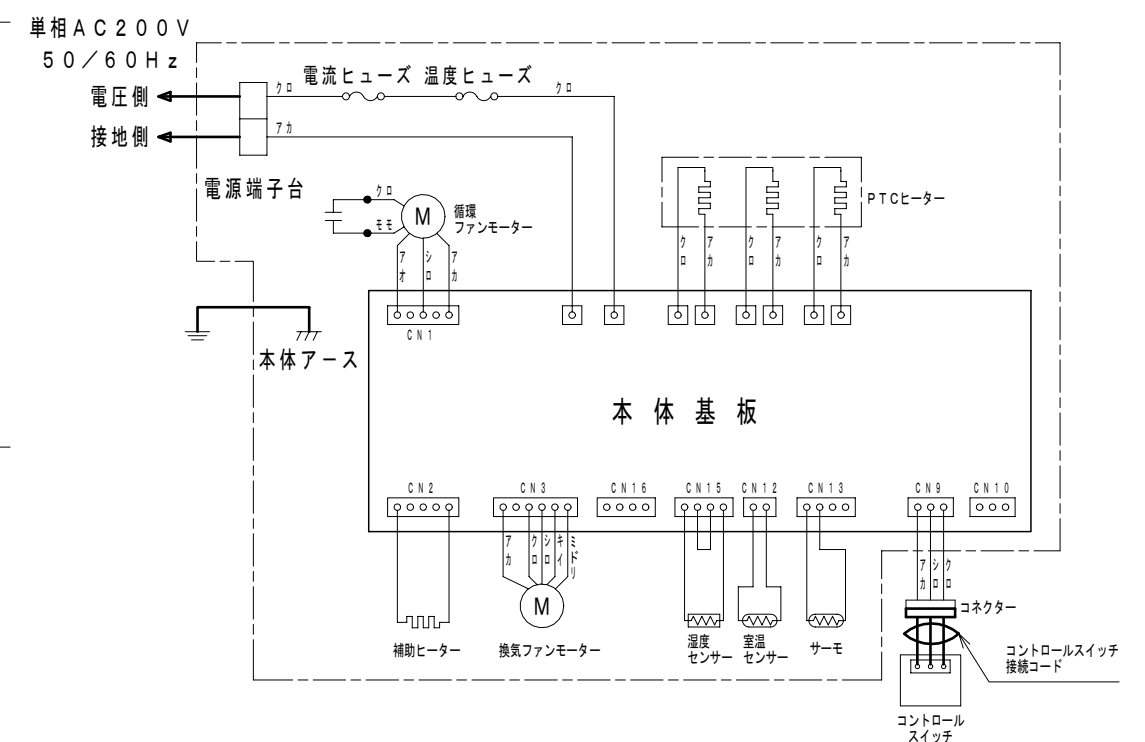 単相AC200V
50/60Hz
電圧側
接地側
クロ
電流ヒューズ
温度ヒューズ
クロ
アカ
電源端子台
クロ
モモ
M
循環
ファンモーター
アオ
シロ
アカ
PTCヒーター
クロ
アカ
クロ
アカ
クロ
アカ
CN1
本体アース
本体基板
CN2
CN3
CN16
CN15
CN12
CN13
CN9
CN10
アカ
クロ
シロ
キイ
ミドリ
M
アカ
シロ
クロ
補助ヒーター
換気ファンモーター
湿度
センサー
室温
センサー
サーモ
コネクター
コントロールスイッチ
接続コード
コントロール
スイッチ